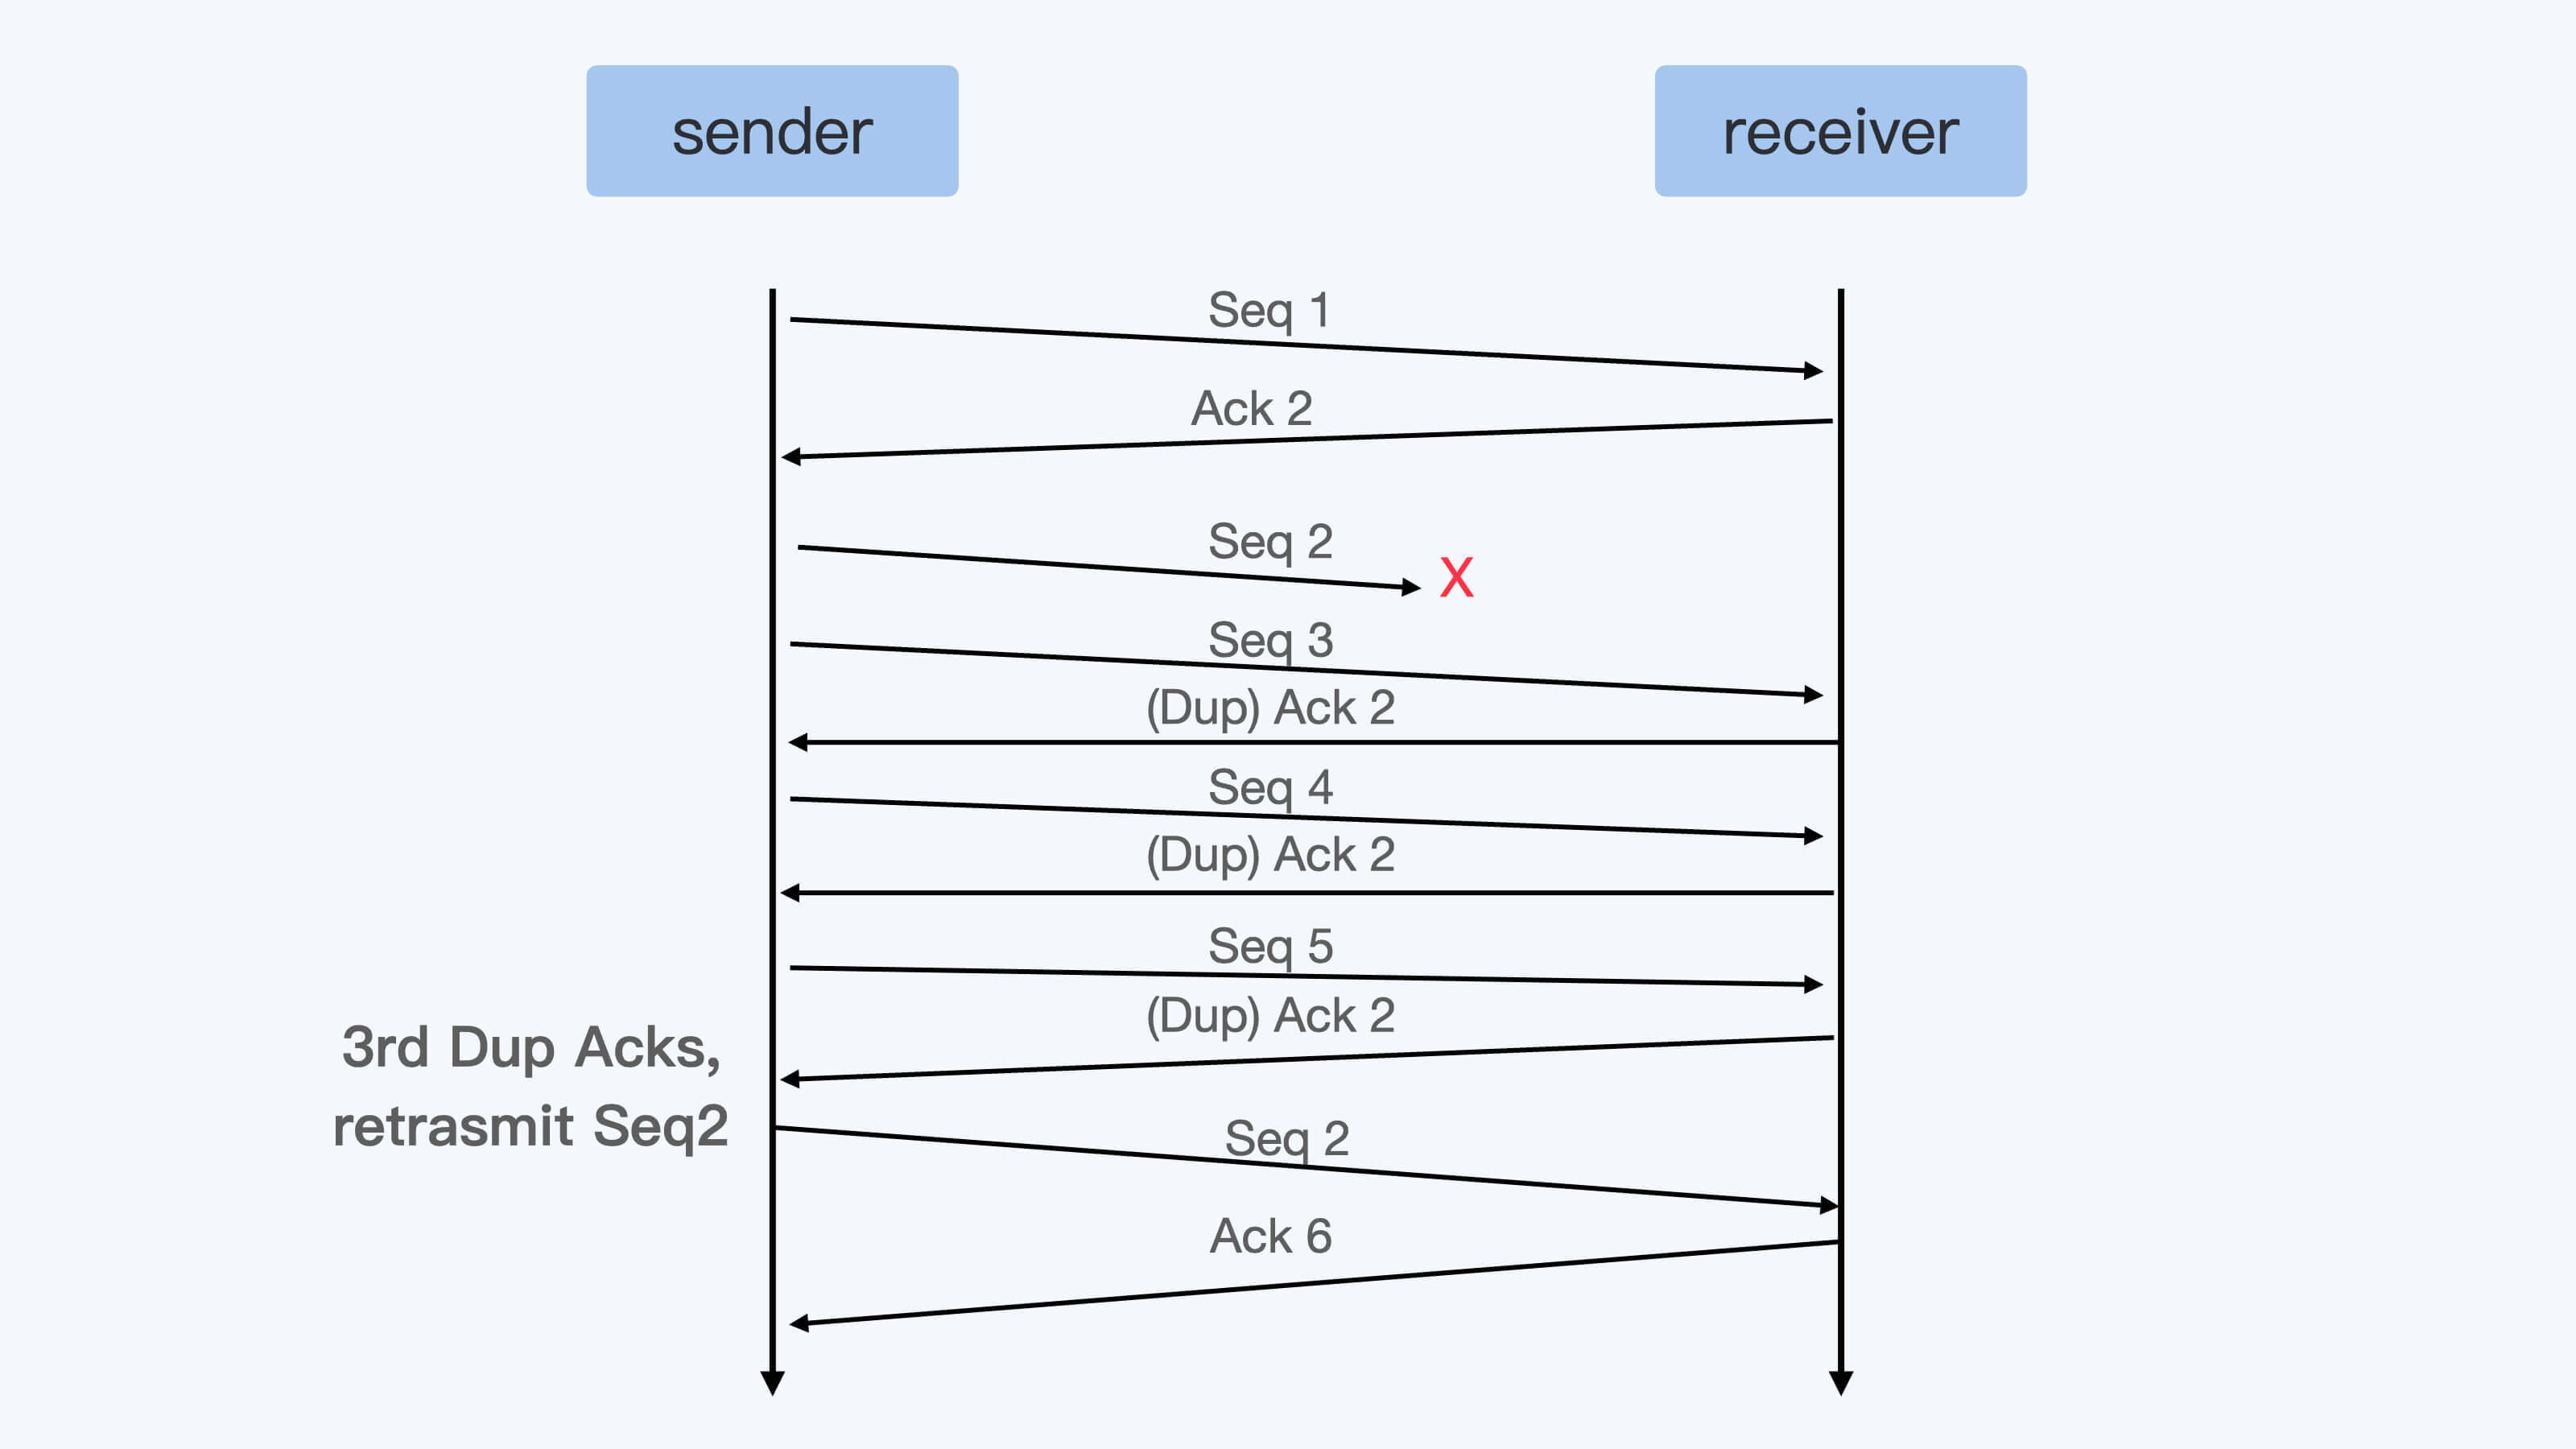 sender
receiver
Seq 1
Ack 2
Seq 2
X
Seq 3
(Dup) Ack 2
Seq 4
(Dup) Ack 2
Seq 5
(Dup) Ack 2
3rd Dup Acks,
retrasmit Seq2
Seq 2
Ack 6